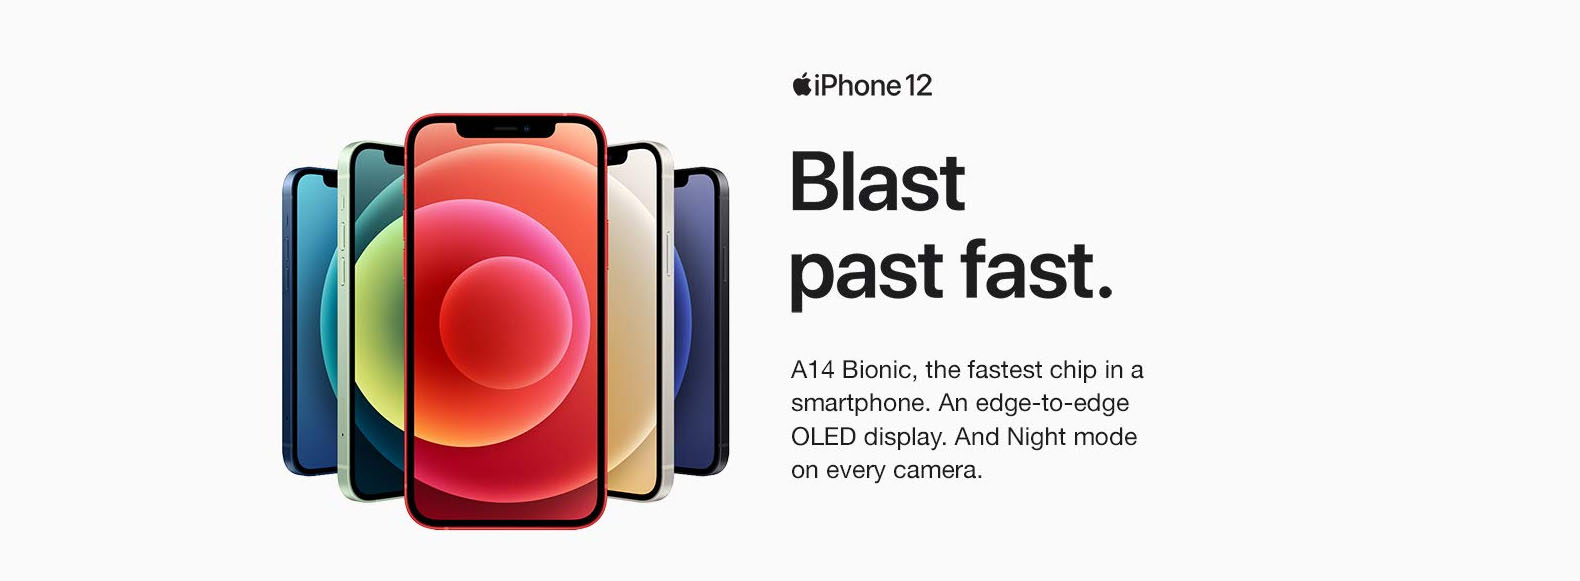 iPhone 12
Blast
past fast.
A14 Bionic, the fastest chip in a
smartphone. An edge-to-edge
OLED display. And Night mode
on every camera.